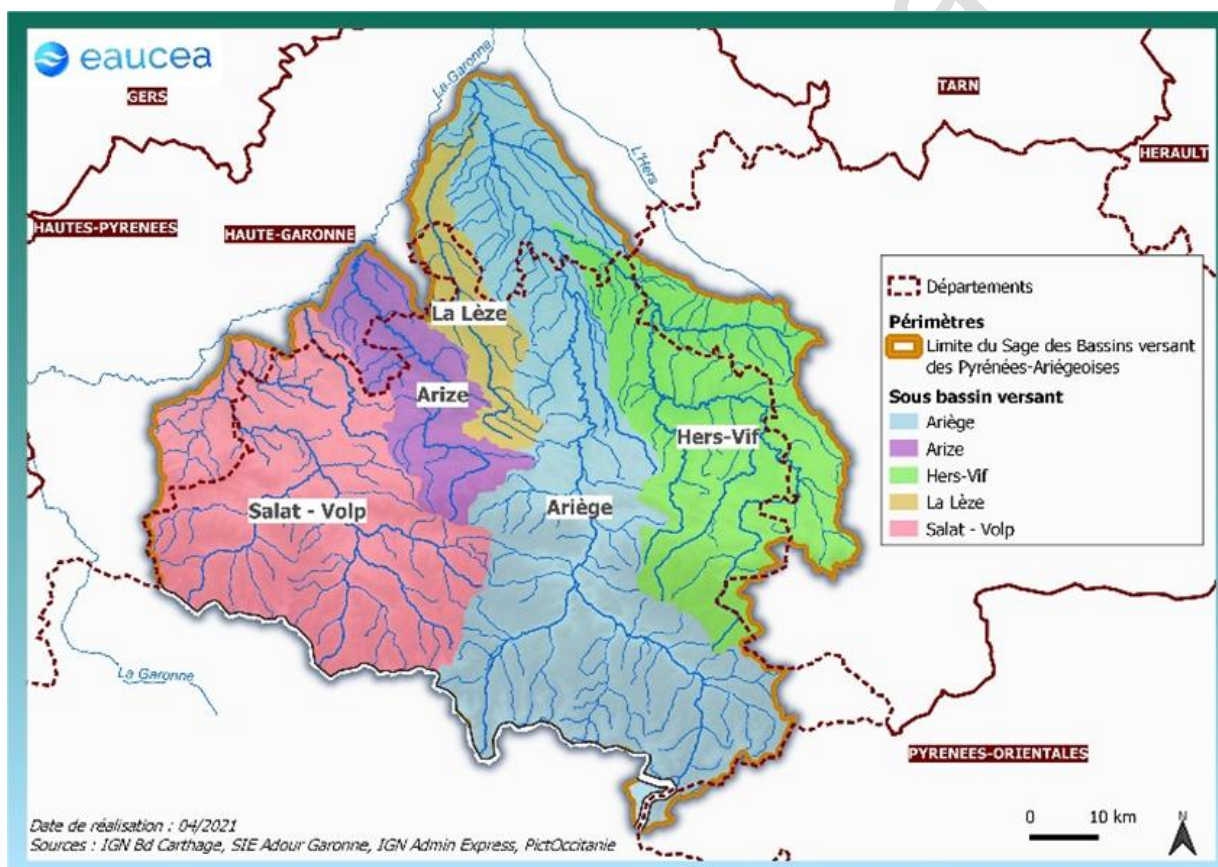 eaucea
GERS
La Garonne
TARN
L'Hers
HERAULT
HAUTES-PYRENEES
HAUTE-GARONNE
La Lèze
Arize
Hers-Vif
Salat - Volp
Ariège
La Garonne
PYRENEES-ORIENTALES
Départements
Périmètres
Limite du Sage des Bassins versant
des Pyrénées-Ariégeoises
Sous bassin versant
Ariège
Arize
Hers-Vif
La Lèze
Salat - Volp
Date de réalisation : 04/2021
Sources : IGN Bd Carthage, SIE Adour Garonne, IGN Admin Express, PictOccitanie
0 10 km
N